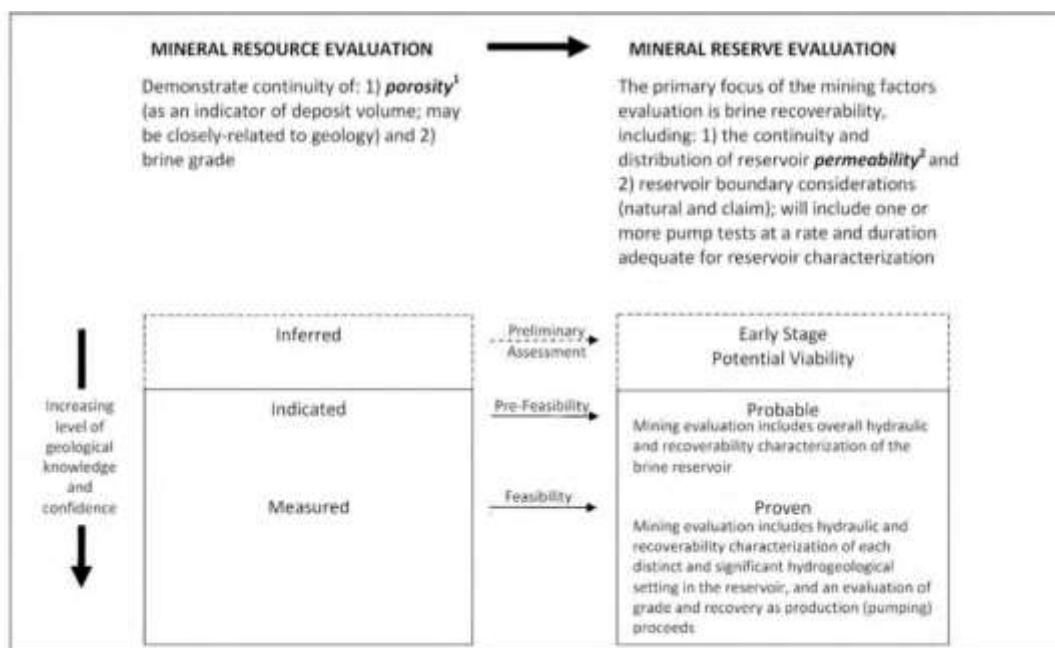 MINERAL RESOURCE EVALUATION
Demonstrate continuity of: 1) porosity¹
(as an indicator of deposit volume; may
be closely-related to geology) and 2)
brine grade
MINERAL RESERVE EVALUATION
The primary focus of the mining factors
evaluation is brine recoverability,
including: 1) the continuity and
distribution of reservoir permeability² and
2) reservoir boundary considerations
(natural and claim); will include one or
more pump tests at a rate and duration
adequate for reservoir characterization
Increasing
level of
geological
knowledge
and
confidence
Inferred
Preliminary
Assessment
Early Stage
Potential Viability
Indicated
Pre-Feasibility
Probable
Mining evaluation includes overall hydraulic
and recoverability characterization of the
brine reservoir
Measured
Feasibility
Proven
Mining evaluation includes hydraulic and
recoverability characterization of each
distinct and significant hydrogeological
setting in the reservoir, and an evaluation of
grade and recovery as production (pumping)
proceeds